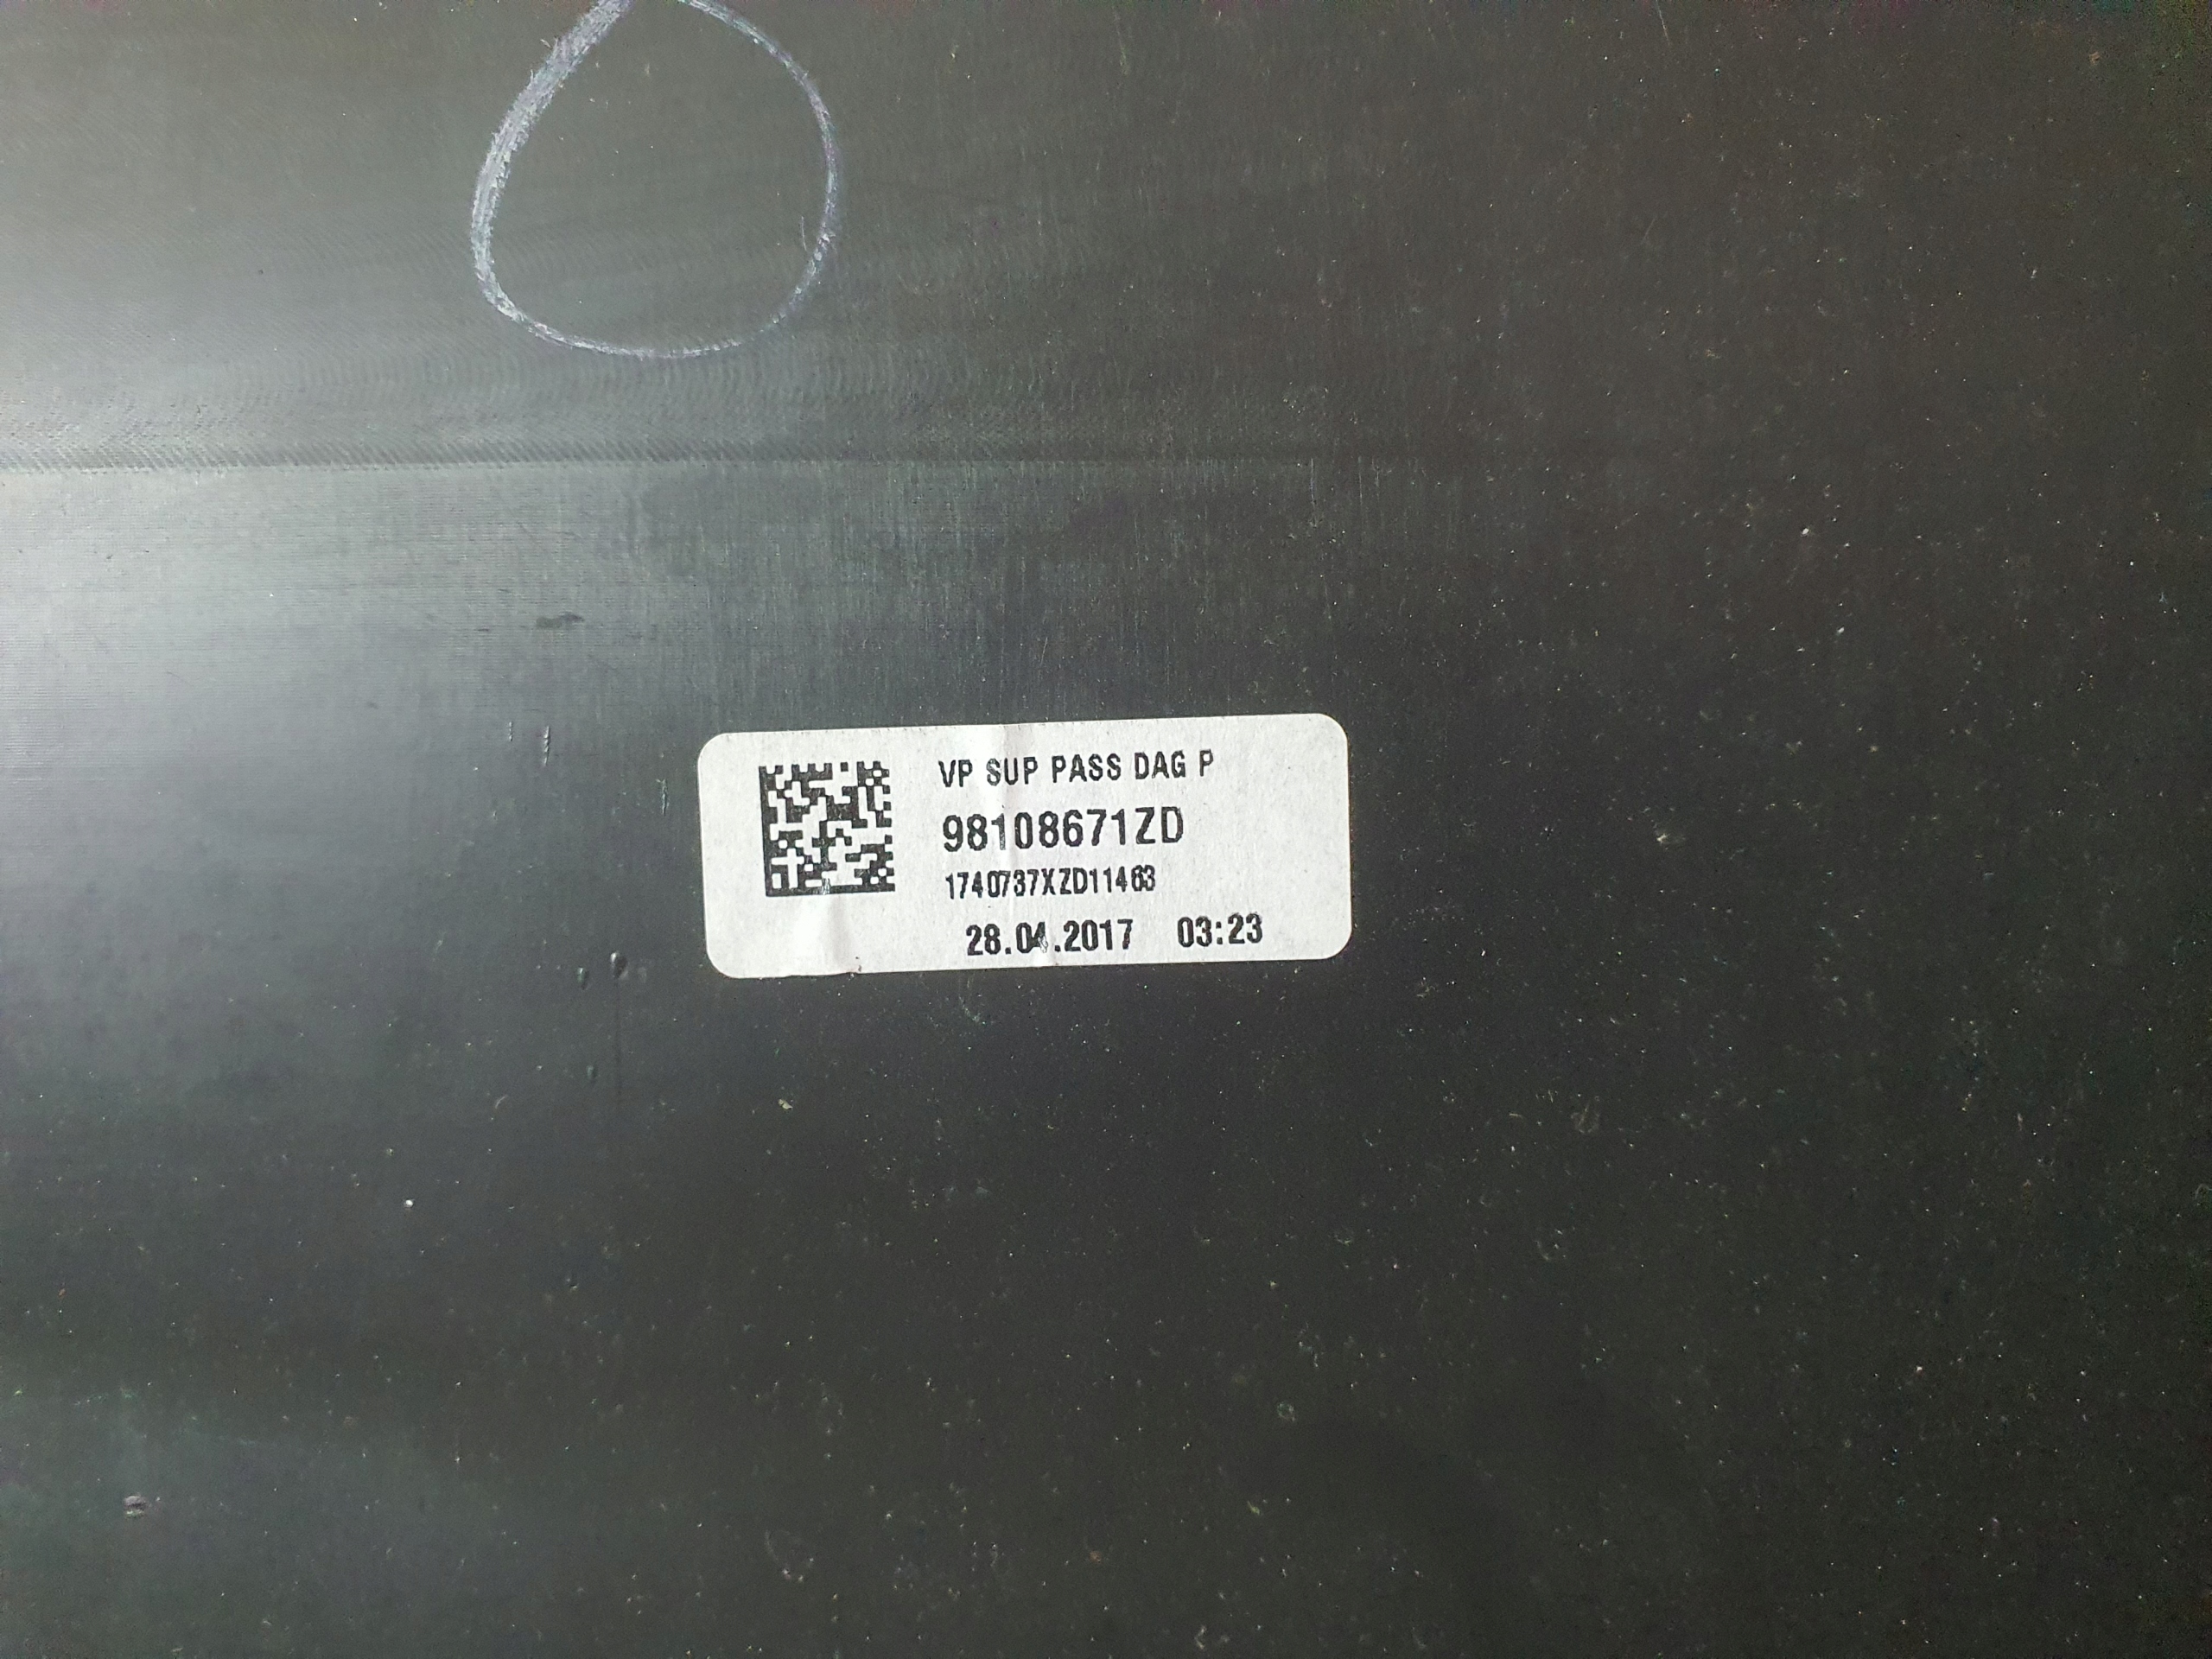 VP SUP PASS DAG P
98108671ZD
1740737XZD11463
28.04.2017 03:23